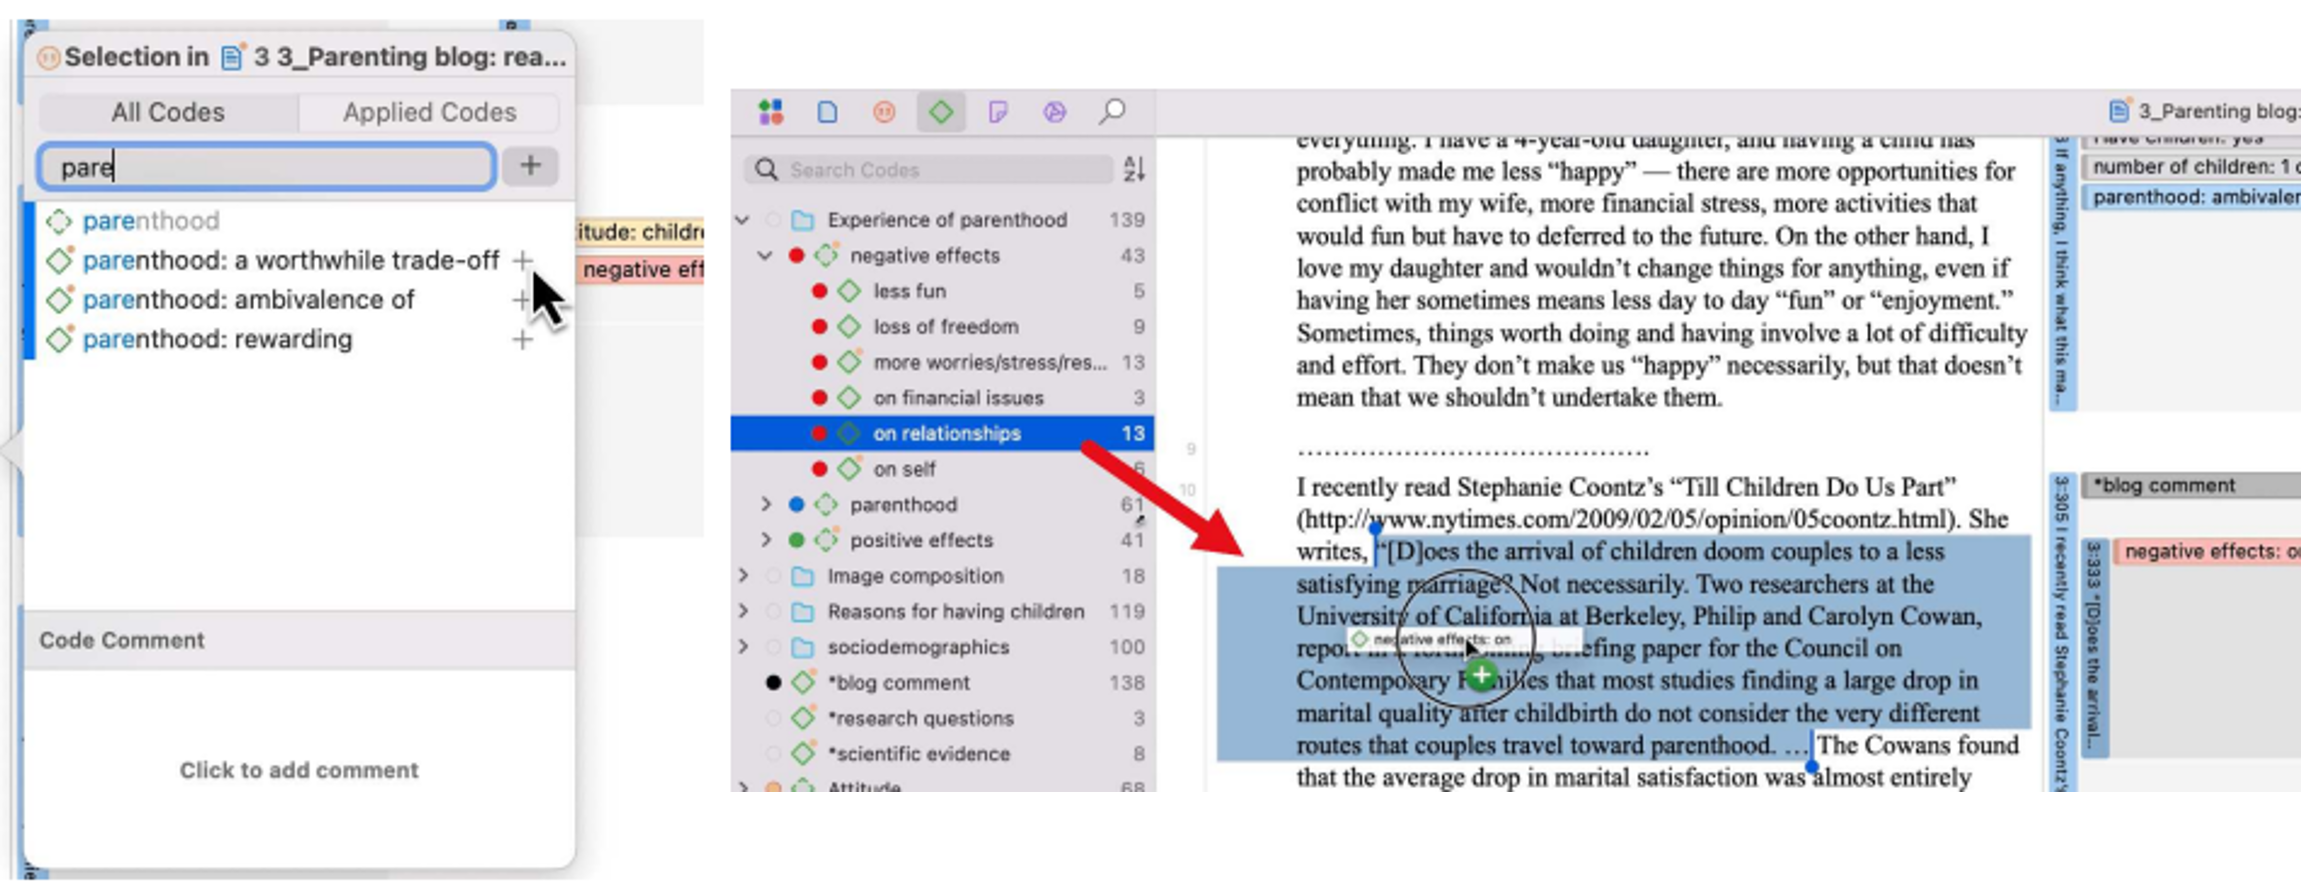 Selection in 3 3_Parenting blog: rea...
All Codes Applied Codes
pare +
parenthood
parenthood: a worthwhile trade-off +
parenthood: ambivalence of +
parenthood: rewarding +
Code Comment
Click to add comment
itude: childre
negative eff
Search Codes
Experience of parenthood 139
negative effects 43
less fun 5
loss of freedom 9
more worries/stress/res... 13
on financial issues 3
on relationships 13
on self 6
parenthood 61
positive effects 41
Image composition 18
Reasons for having children 119
sociodemographics 100
*blog comment 138
*research questions 3
*scientific evidence 8
Attitude 68
3_Parenting blog:
everything. I have a 4-year-old daughter, and having a child has
probably made me less “happy” — there are more opportunities for
conflict with my wife, more financial stress, more activities that
would fun but have to deferred to the future. On the other hand, I
love my daughter and wouldn’t change things for anything, even if
having her sometimes means less day to day “fun” or “enjoyment.”
Sometimes, things worth doing and having involve a lot of difficulty
and effort. They don’t make us “happy” necessarily, but that doesn’t
mean that we shouldn’t undertake them.
9 ......................................
10 I recently read Stephanie Coontz’s “Till Children Do Us Part”
(http://www.nytimes.com/2009/02/05/opinion/05coontz.html). She
writes, “[D]oes the arrival of children doom couples to a less
satisfying marriage? Not necessarily. Two researchers at the
University of California at Berkeley, Philip and Carolyn Cowan,
negative effects: on
report in a briefing paper for the Council on
Contemporary Families that most studies finding a large drop in
marital quality after childbirth do not consider the very different
routes that couples travel toward parenthood. … The Cowans found
that the average drop in marital satisfaction was almost entirely
If anything, I think what this ma...
have children: yes
number of children: 1 o
parenthood: ambivalen
3:305 I recently read Stephanie Coontz’s
*blog comment
3:333 “[D]oes the arrival...
negative effects: o